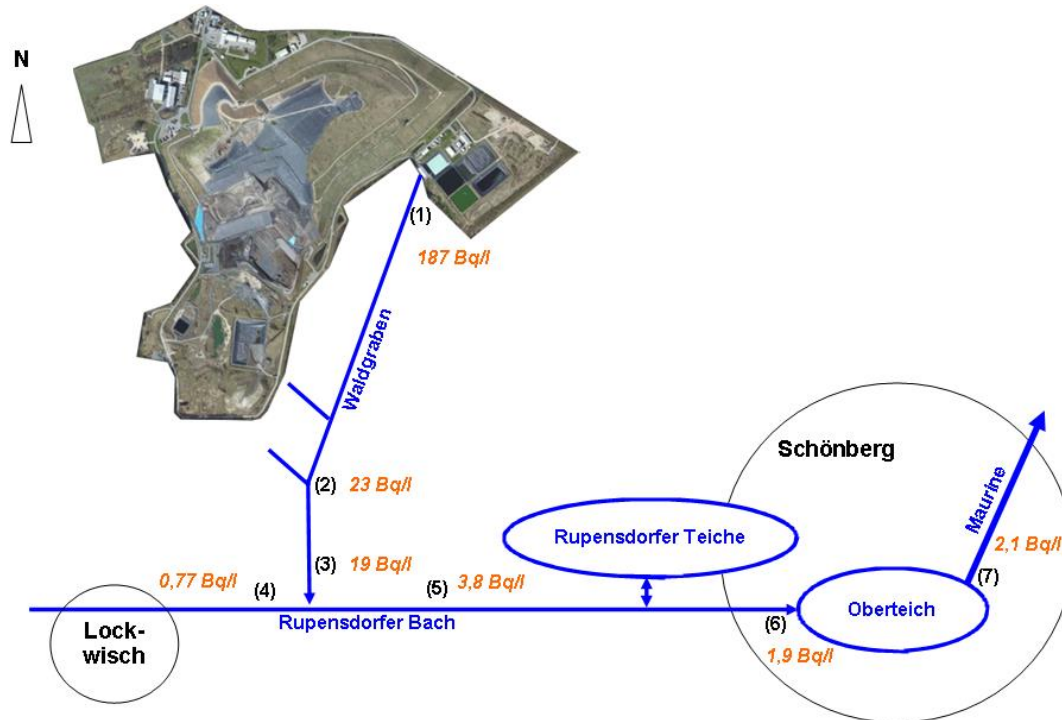 N
(1)
187 Bq/l
Waldgraben
Schönberg
(2) 23 Bq/l
Maurine
Rupensdorfer Teiche
2,1 Bq/l
(3) 19 Bq/l
0,77 Bq/l
3,8 Bq/l
(7)
(4)
(5)
Oberteich
Rupensdorfer Bach
(6)
Lock-
wisch
1,9 Bq/l